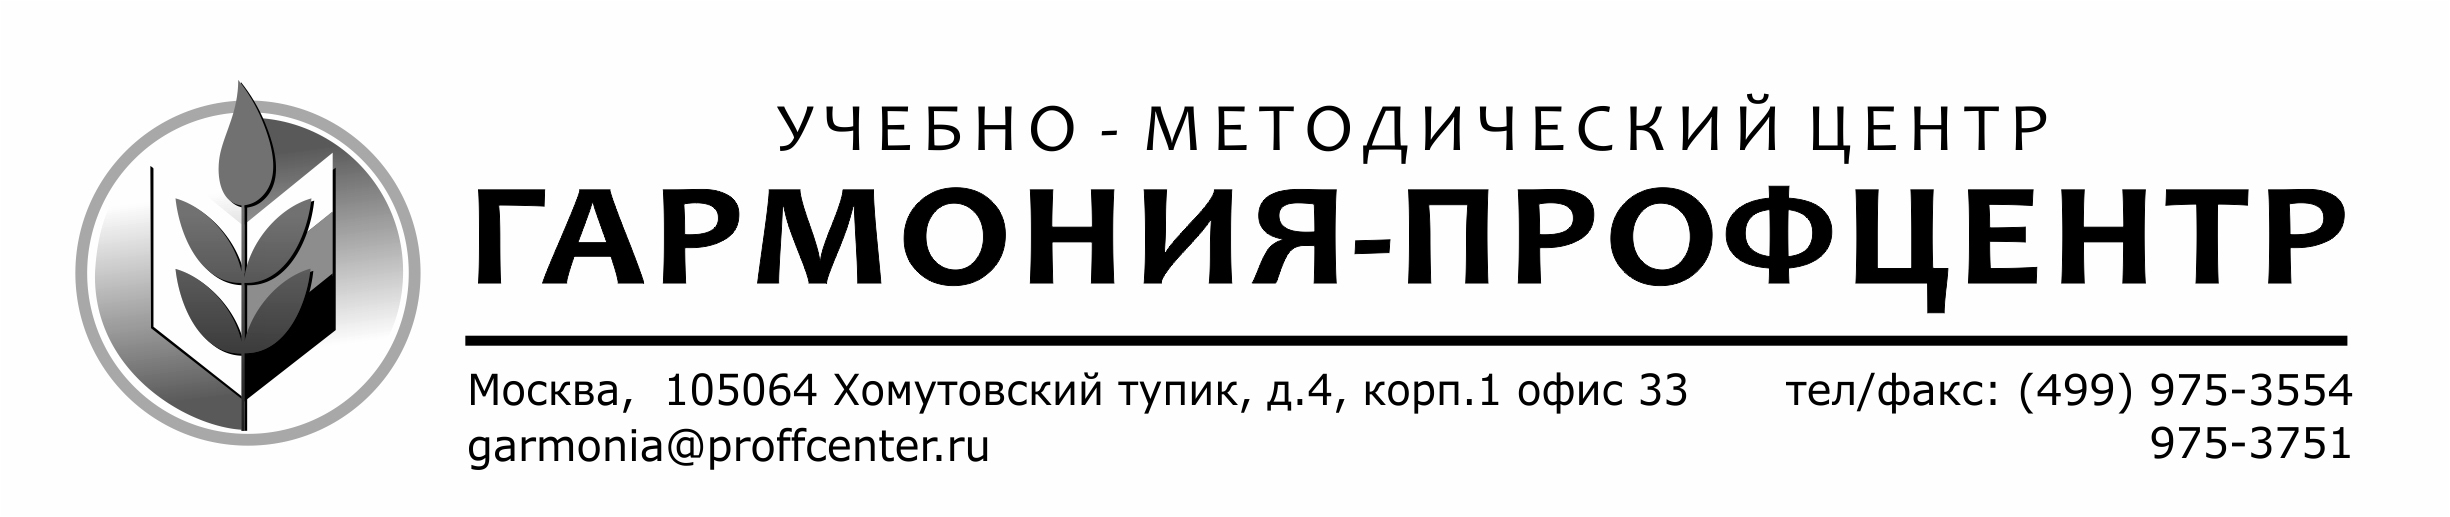 УЧЕБНО - МЕТОДИЧЕСКИЙ ЦЕНТР
ГАРМОНИЯ-ПРОФЦЕНТР
Москва, 105064 Хомутовский тупик, д.4, корп.1 офис 33 тел/факс: (499) 975-3554
garmonia@proffcenter.ru 975-3751